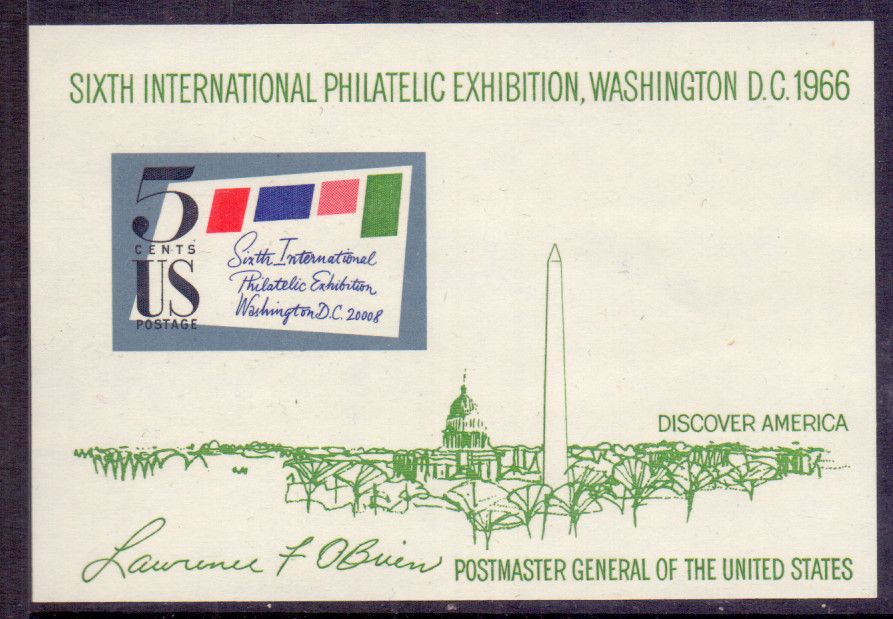 SIXTH INTERNATIONAL PHILATELIC EXHIBITION, WASHINGTON D.C. 1966
5
CENTS
US
POSTAGE
Sixth International
Philatelic Exhibition
Washington D.C. 20008
DISCOVER AMERICA
Lawrence F O'Brien
POSTMASTER GENERAL OF THE UNITED STATES